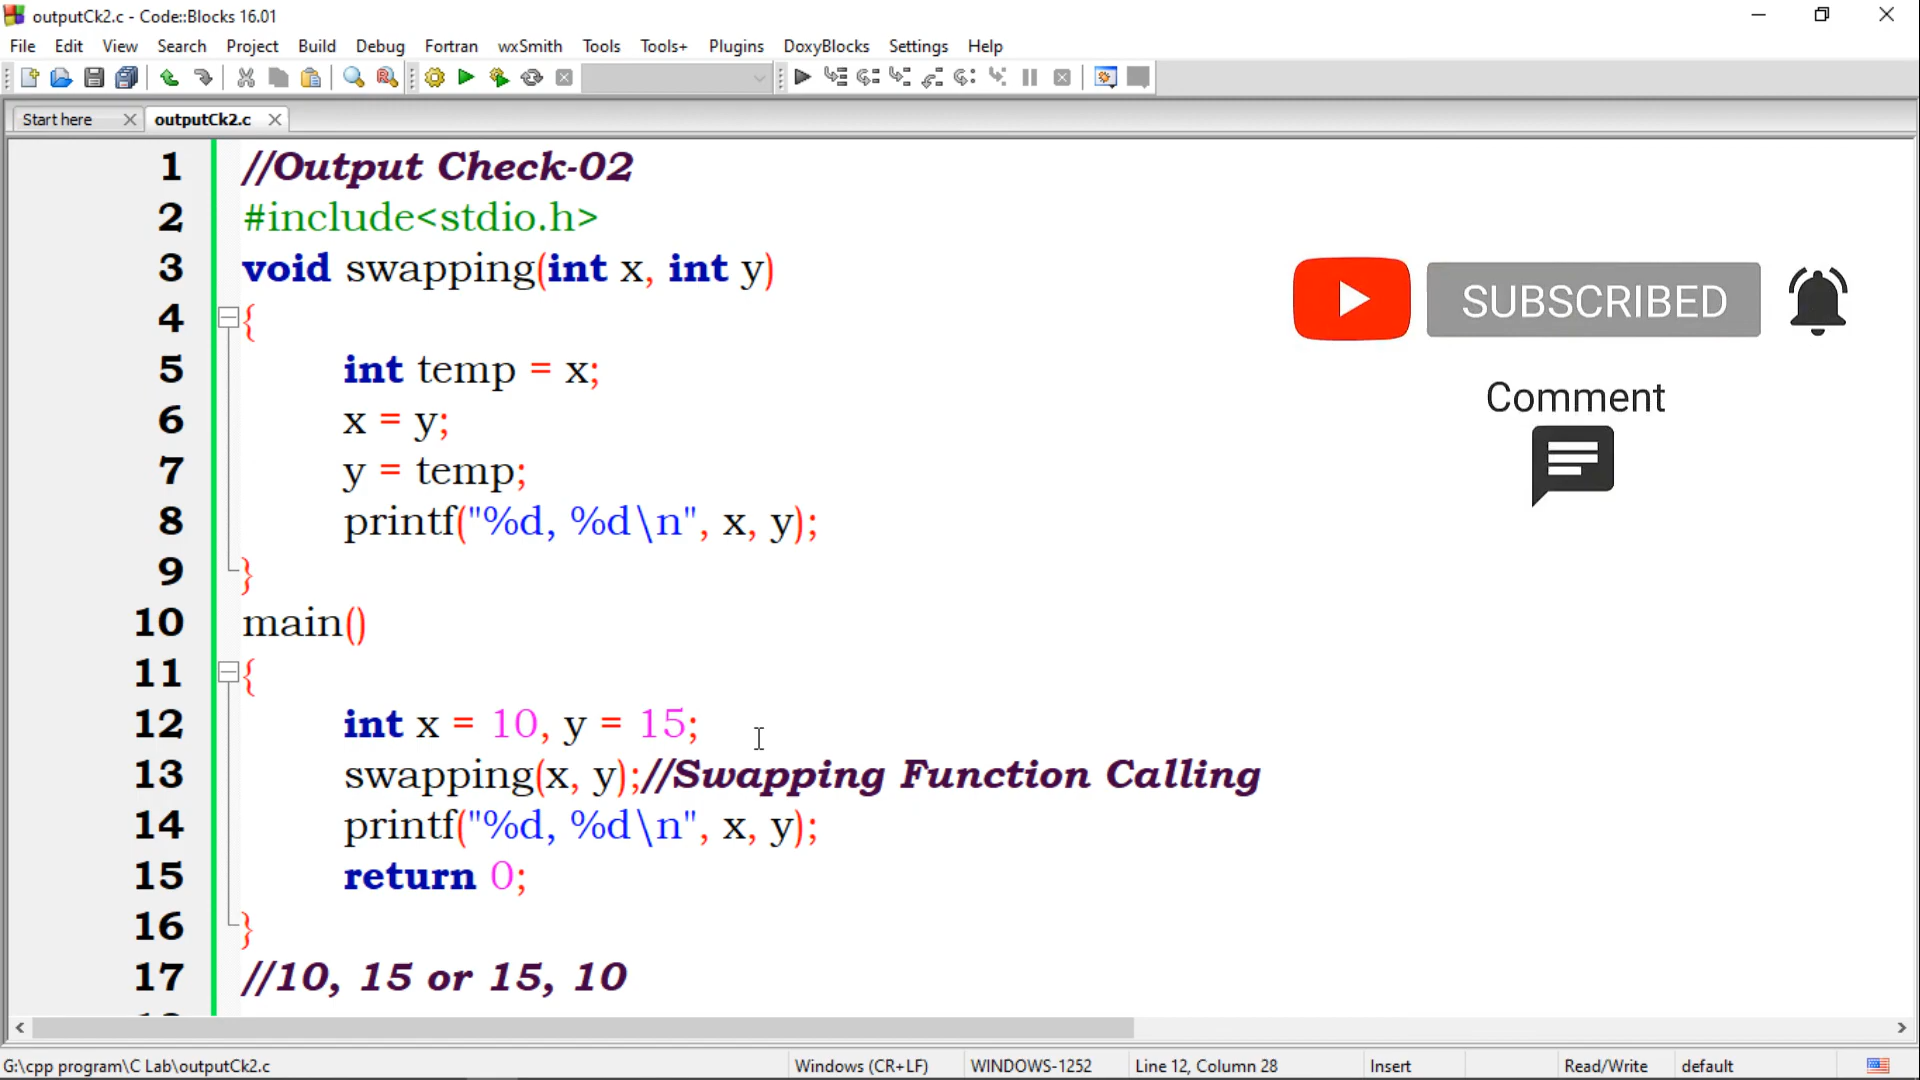 outputCk2.c - Code::Blocks 16.01
File Edit View Search Project Build Debug Fortran wxSmith Tools Tools+ Plugins DoxyBlocks Settings Help
Start here outputCk2.c
1 //Output Check-02
2 #include<stdio.h>
3 void swapping(int x, int y)
4 {
5 int temp = x;
6 x = y;
7 y = temp;
8 printf("%d, %d\n", x, y);
9 }
10 main()
11 {
12 int x = 10, y = 15;
13 swapping(x, y);//Swapping Function Calling
14 printf("%d, %d\n", x, y);
15 return 0;
16 }
17 //10, 15 or 15, 10
SUBSCRIBED
Comment
G:\cpp program\C Lab\outputCk2.c Windows (CR+LF) WINDOWS-1252 Line 12, Column 28 Insert Read/Write default